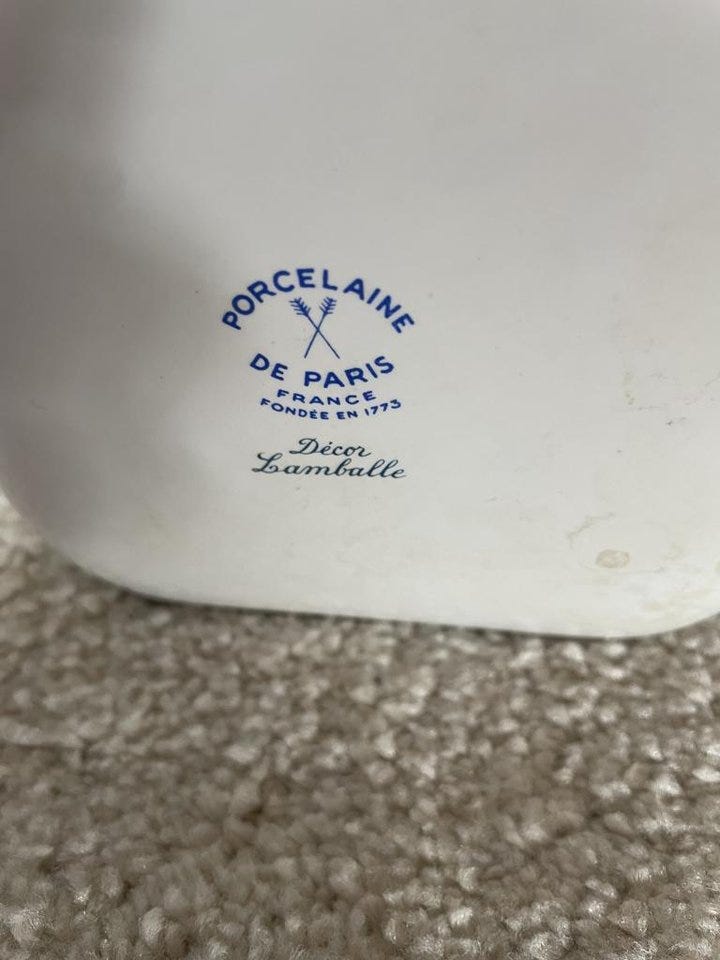 PORCELAINE
DE PARIS
FRANCE
FONDÉE EN 1773
Décor
Lamballe